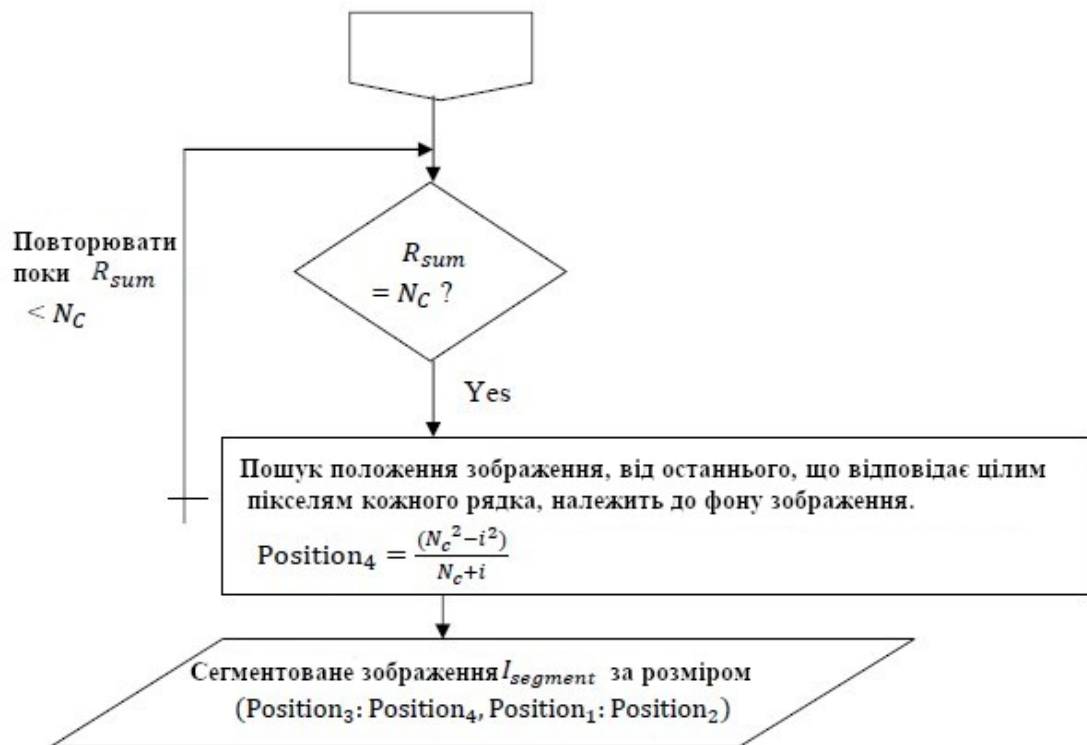 Повторювати
поки R_sum
< N_C
R_sum
= N_C ?
Yes
Пошук положення зображення, від останнього, що відповідає цілим
пікселям кожного рядка, належить до фону зображення.
Position_4 = (N_c^2−i^2)/(N_c+i)
Сегментоване зображення I_segment за розміром
(Position_3: Position_4, Position_1: Position_2)